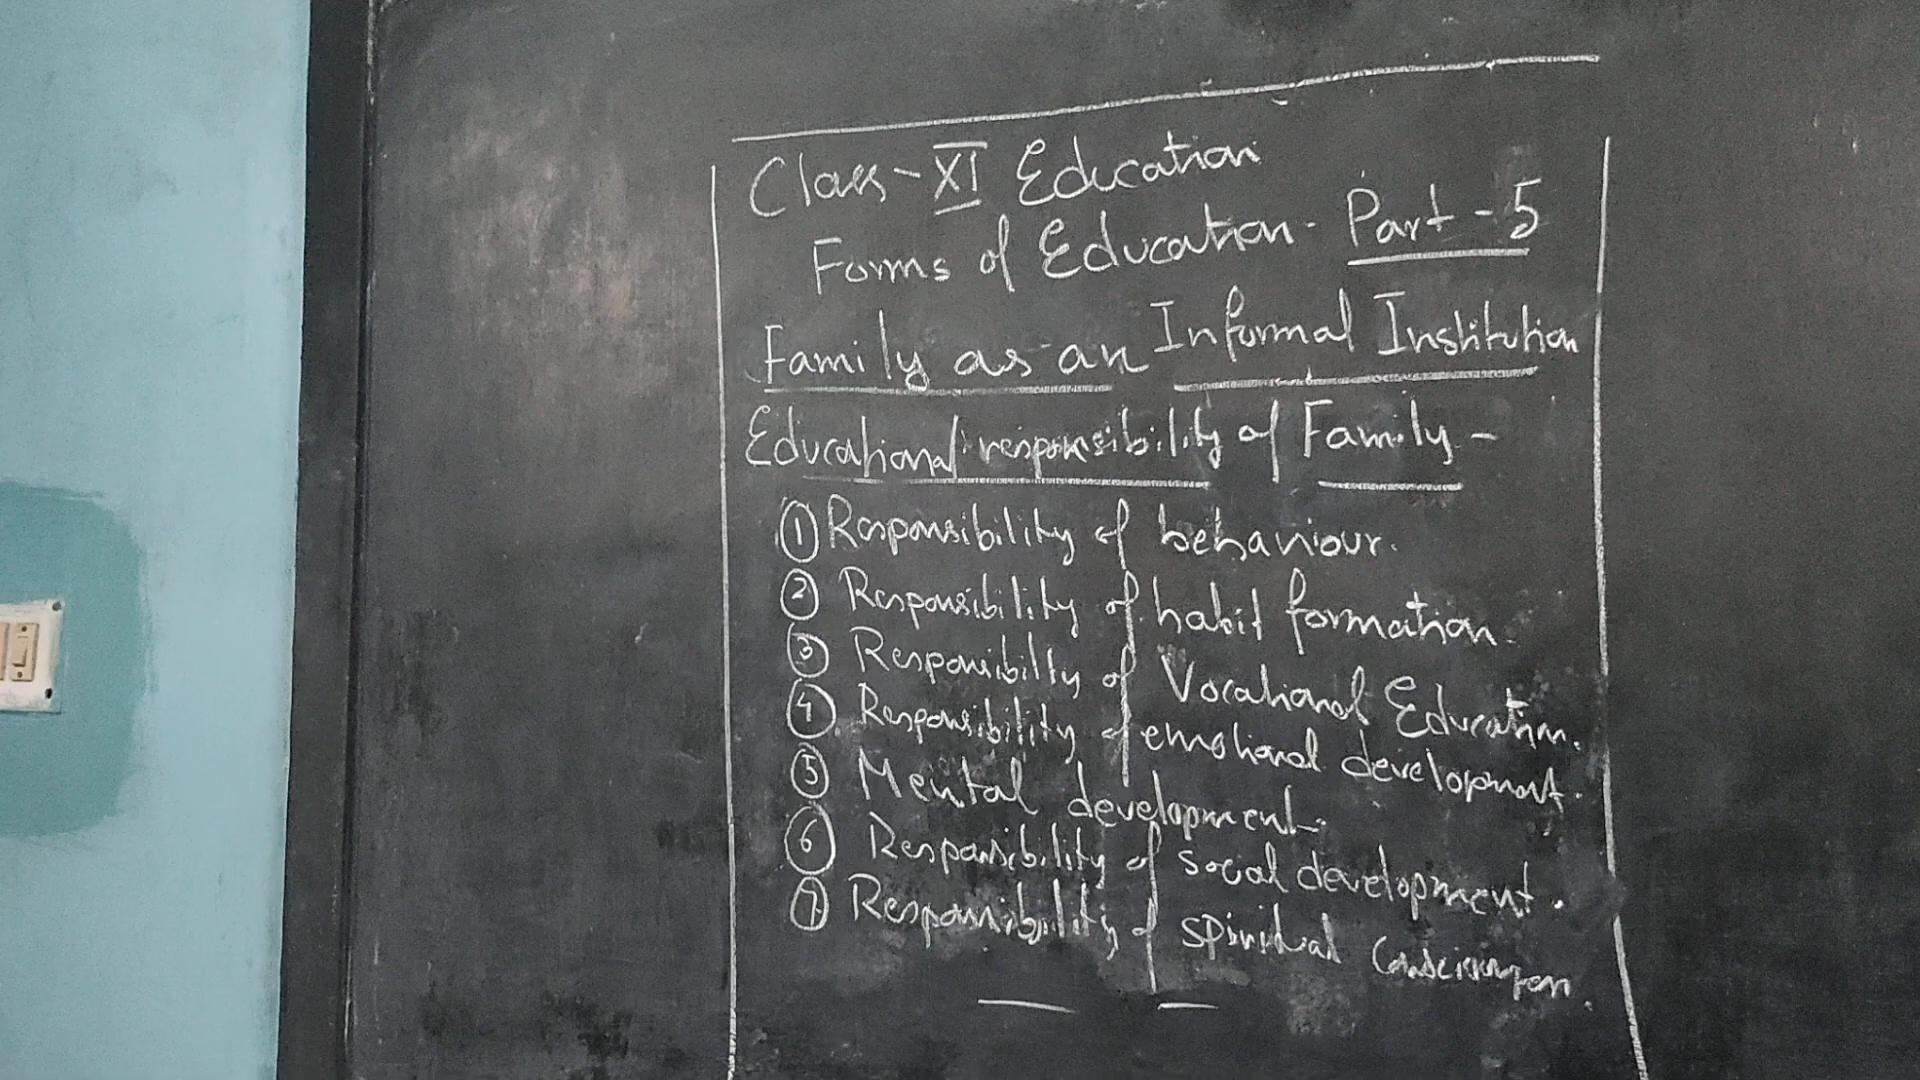 Class-XI Education
Forms of Education- Part-5
Family as an Informal Institution
Educational responsibility of Family-
① Responsibility of behaviour.
② Responsibility of habit formation.
③ Responsibilty of Vocational Education.
④ Responsibility of emotional development.
⑤ Mental development.
⑥ Responsibility of social development.
⑦ Responsibility of spiritual